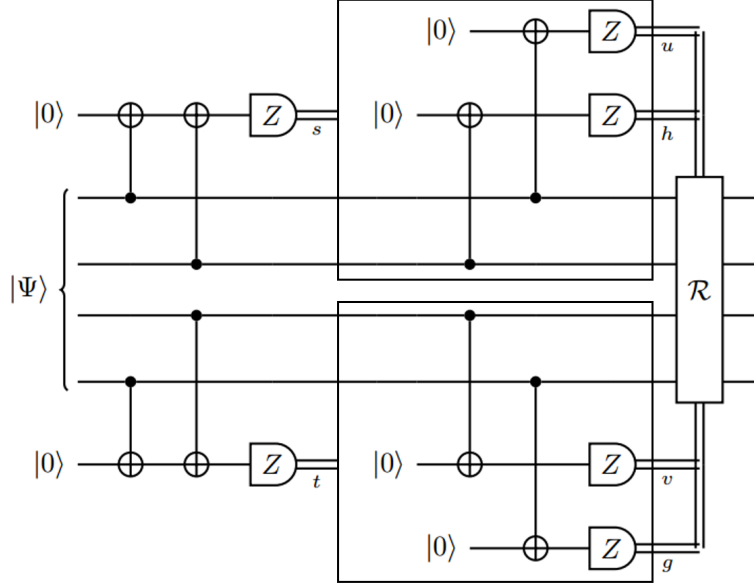 |0⟩ Z u
|0⟩ Z s |0⟩ Z h
|Ψ⟩ R
|0⟩ Z t |0⟩ Z v
|0⟩ Z g